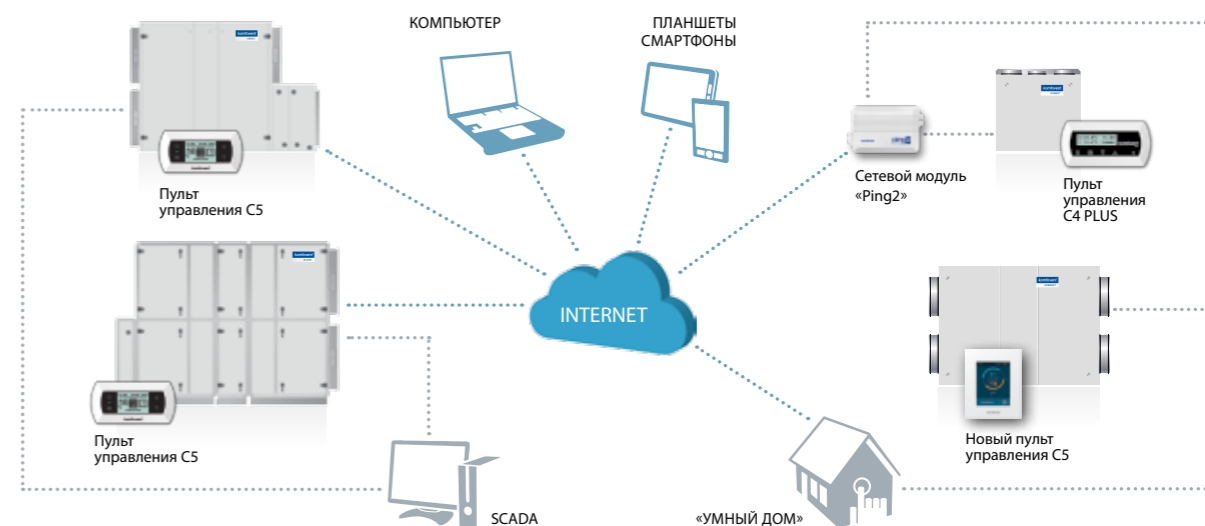 КОМПЬЮТЕР
ПЛАНШЕТЫ
СМАРТФОНЫ
komfovent
Пульт
управления C5
Сетевой модуль
«Ping2»
Пульт
управления
C4 PLUS
INTERNET
Пульт
управления C5
Новый пульт
управления C5
SCADA
«УМНЫЙ ДОМ»